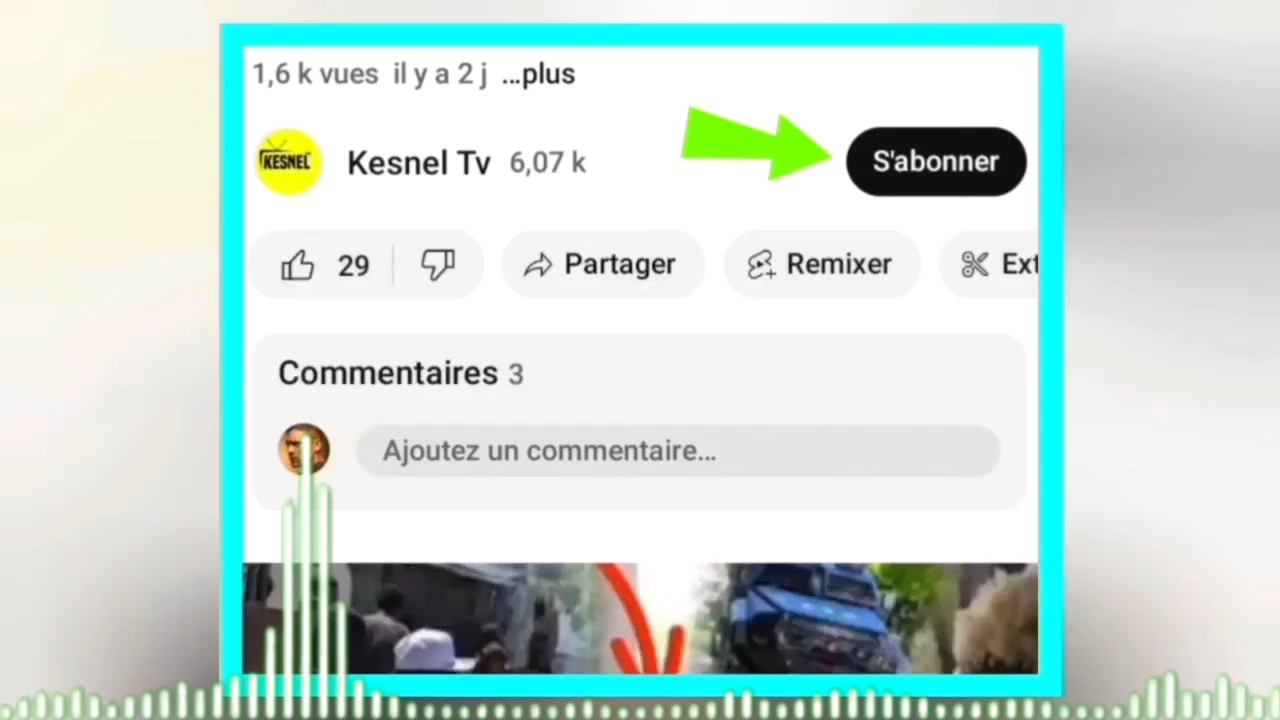 1,6 k vues il y a 2 j ...plus
KESNEL
Kesnel Tv 6,07 k
S'abonner
29
Partager
Remixer
Ext
Commentaires 3
Ajoutez un commentaire...